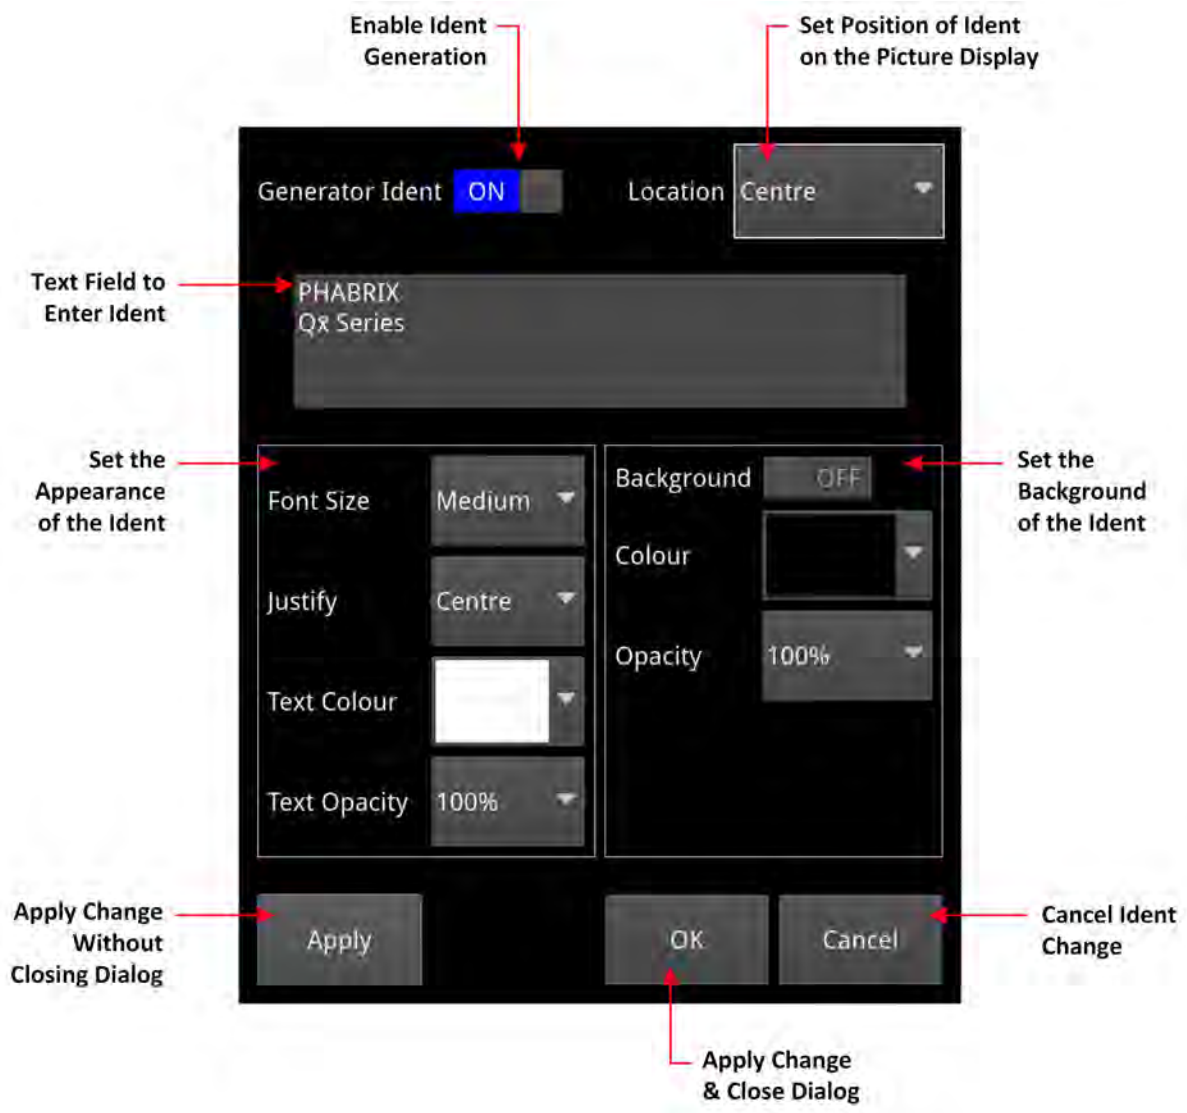 Enable Ident
Generation
Set Position of Ident
on the Picture Display
Generator Ident ON
Location Centre
Text Field to
Enter Ident
PHABRIX
Qx Series
Set the
Appearance
of the Ident
Font Size Medium
Justify Centre
Text Colour
Text Opacity 100%
Background OFF
Colour
Opacity 100%
Set the
Background
of the Ident
Apply Change
Without
Closing Dialog
Apply
OK
Cancel
Cancel Ident
Change
Apply Change
& Close Dialog